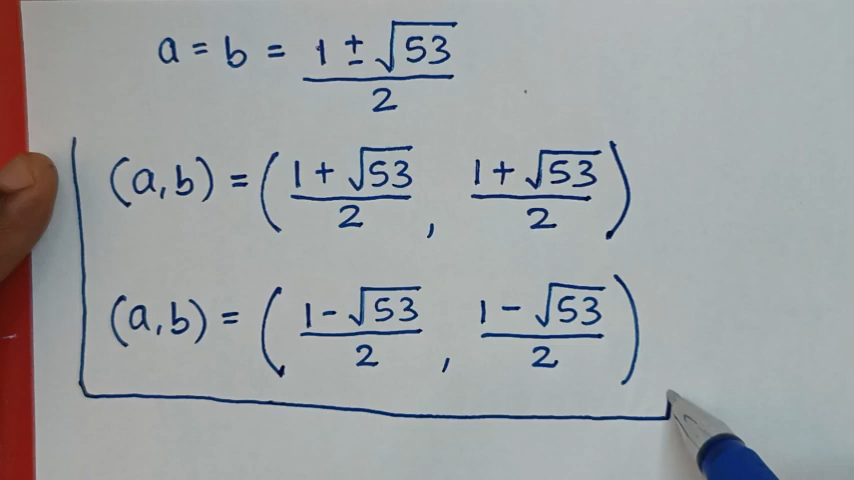 a = b = (1 ± √53)/2
(a,b) = ((1 + √53)/2 , (1 + √53)/2)
(a,b) = ((1 - √53)/2 , (1 - √53)/2)